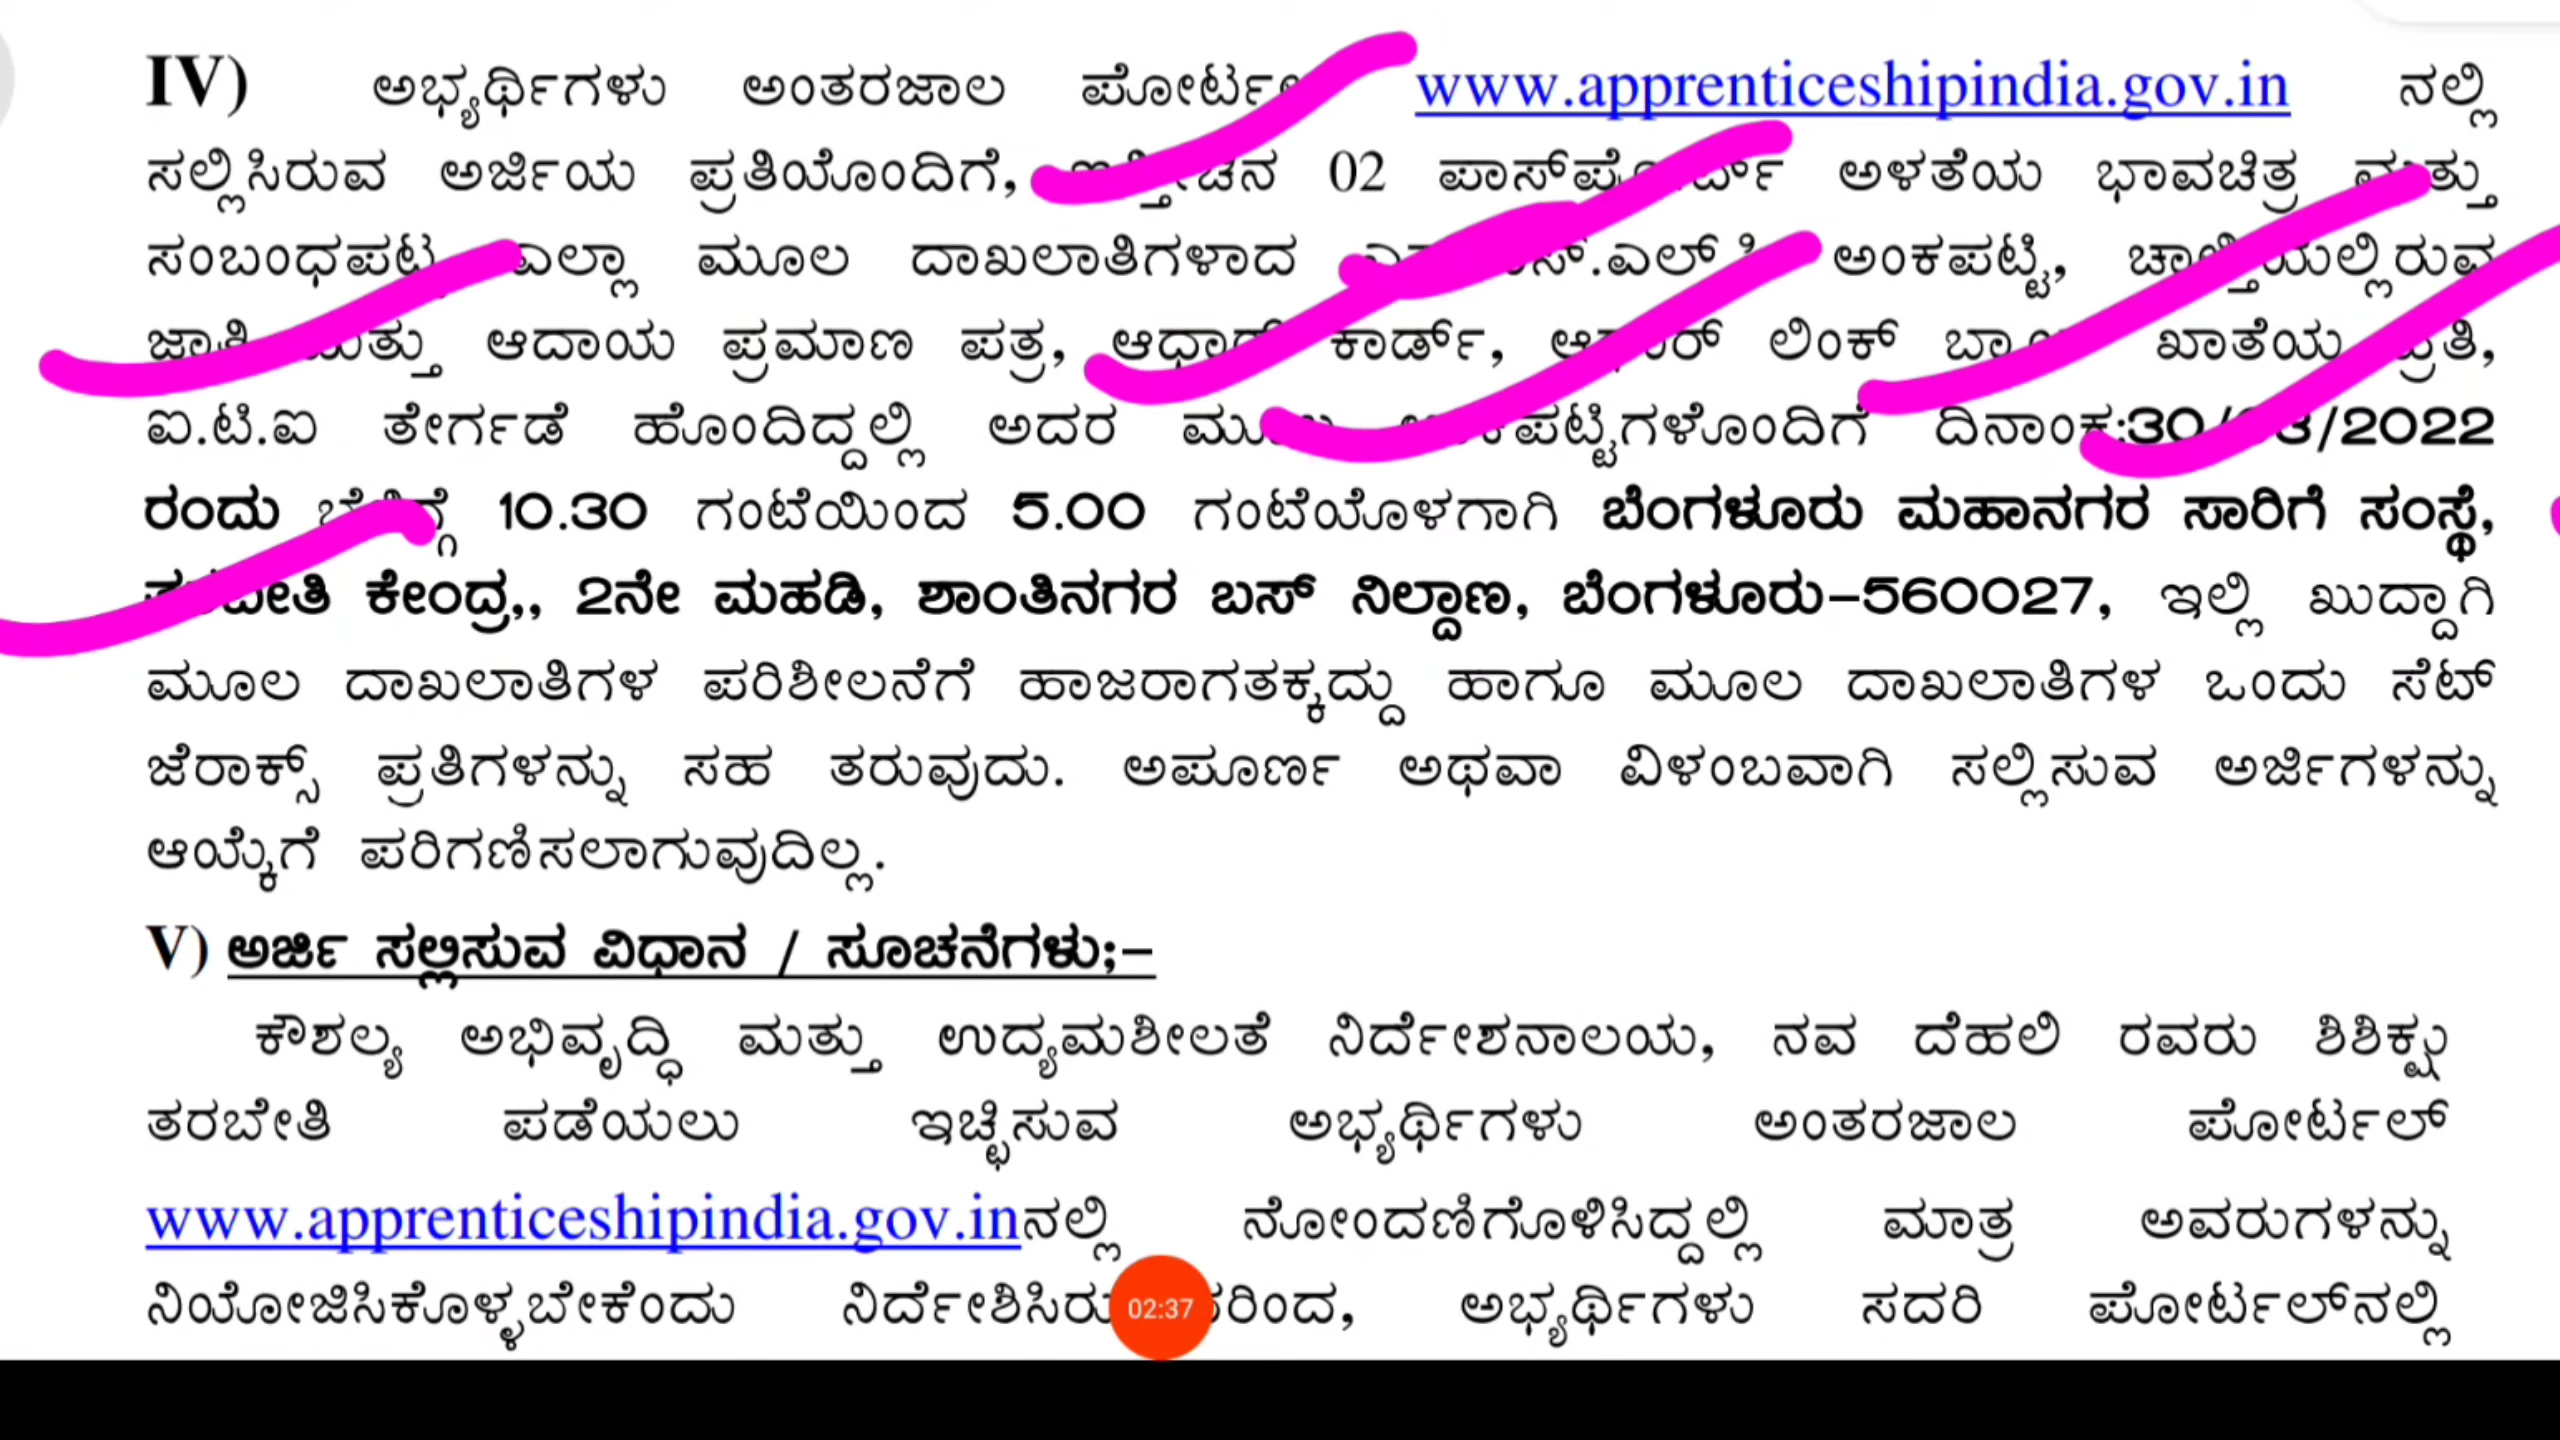 IV) ಅಭ್ಯರ್ಥಿಗಳು ಅಂತರಜಾಲ www.apprenticeshipindia.gov.in ನಲ್ಲಿ
ಸಲ್ಲಿಸಿರುವ ಅರ್ಜಿಯ ಪ್ರತಿಯೊಂದಿಗೆ, 02 ಅಳತೆಯ ಭಾವಚಿತ್ರ ಮತ್ತು
ಸಂಬಂಧಪಟ್ಟ ಎಲ್ಲಾ ಮೂಲ ದಾಖಲಾತಿಗಳಾದ ಅಂಕಪಟ್ಟಿ,
ಆದಾಯ ಪ್ರಮಾಣ ಪತ್ರ, ಆಧಾರ್ ಕಾರ್ಡ್, ಲಿಂಕ್ ಖಾತೆಯ ಪ್ರತಿ,
ಐ.ಟಿ.ಐ ತೇರ್ಗಡೆ ಹೊಂದಿದ್ದಲ್ಲಿ ಅದರ ದಿನಾಂಕ:
ರಂದು ಬೆಳಿಗ್ಗೆ 10.30 ಗಂಟೆಯಿಂದ 5.00 ಗಂಟೆಯೊಳಗಾಗಿ ಬೆಂಗಳೂರು ಮಹಾನಗರ ಸಾರಿಗೆ ಸಂಸ್ಥೆ,
ತರಬೇತಿ ಕೇಂದ್ರ,, 2ನೇ ಮಹಡಿ, ಶಾಂತಿನಗರ ಬಸ್ ನಿಲ್ದಾಣ, ಬೆಂಗಳೂರು-560027, ಇಲ್ಲಿ ಖುದ್ದಾಗಿ
ಮೂಲ ದಾಖಲಾತಿಗಳ ಪರಿಶೀಲನೆಗೆ ಹಾಜರಾಗತಕ್ಕದ್ದು ಹಾಗೂ ಮೂಲ ದಾಖಲಾತಿಗಳ ಒಂದು ಸೆಟ್
ಜೆರಾಕ್ಸ್ ಪ್ರತಿಗಳನ್ನು ಸಹ ತರುವುದು. ಅಪೂರ್ಣ ಅಥವಾ ವಿಳಂಬವಾಗಿ ಸಲ್ಲಿಸುವ ಅರ್ಜಿಗಳನ್ನು
ಆಯ್ಕೆಗೆ ಪರಿಗಣಿಸಲಾಗುವುದಿಲ್ಲ.
V) ಅರ್ಜಿ ಸಲ್ಲಿಸುವ ವಿಧಾನ / ಸೂಚನೆಗಳು;-
ಕೌಶಲ್ಯ ಅಭಿವೃದ್ಧಿ ಮತ್ತು ಉದ್ಯಮಶೀಲತೆ ನಿರ್ದೇಶನಾಲಯ, ನವ ದೆಹಲಿ ರವರು ಶಿಶಿಕ್ಷು
ತರಬೇತಿ ಪಡೆಯಲು ಇಚ್ಛಿಸುವ ಅಭ್ಯರ್ಥಿಗಳು ಅಂತರಜಾಲ ಪೋರ್ಟಲ್
www.apprenticeshipindia.gov.inನಲ್ಲಿ ನೋಂದಣಿಗೊಳಿಸಿದ್ದಲ್ಲಿ ಮಾತ್ರ ಅವರುಗಳನ್ನು
ನಿಯೋಜಿಸಿಕೊಳ್ಳಬೇಕೆಂದು 02:37 ಅಭ್ಯರ್ಥಿಗಳು ಸದರಿ ಪೋರ್ಟಲ್‌ನಲ್ಲಿ